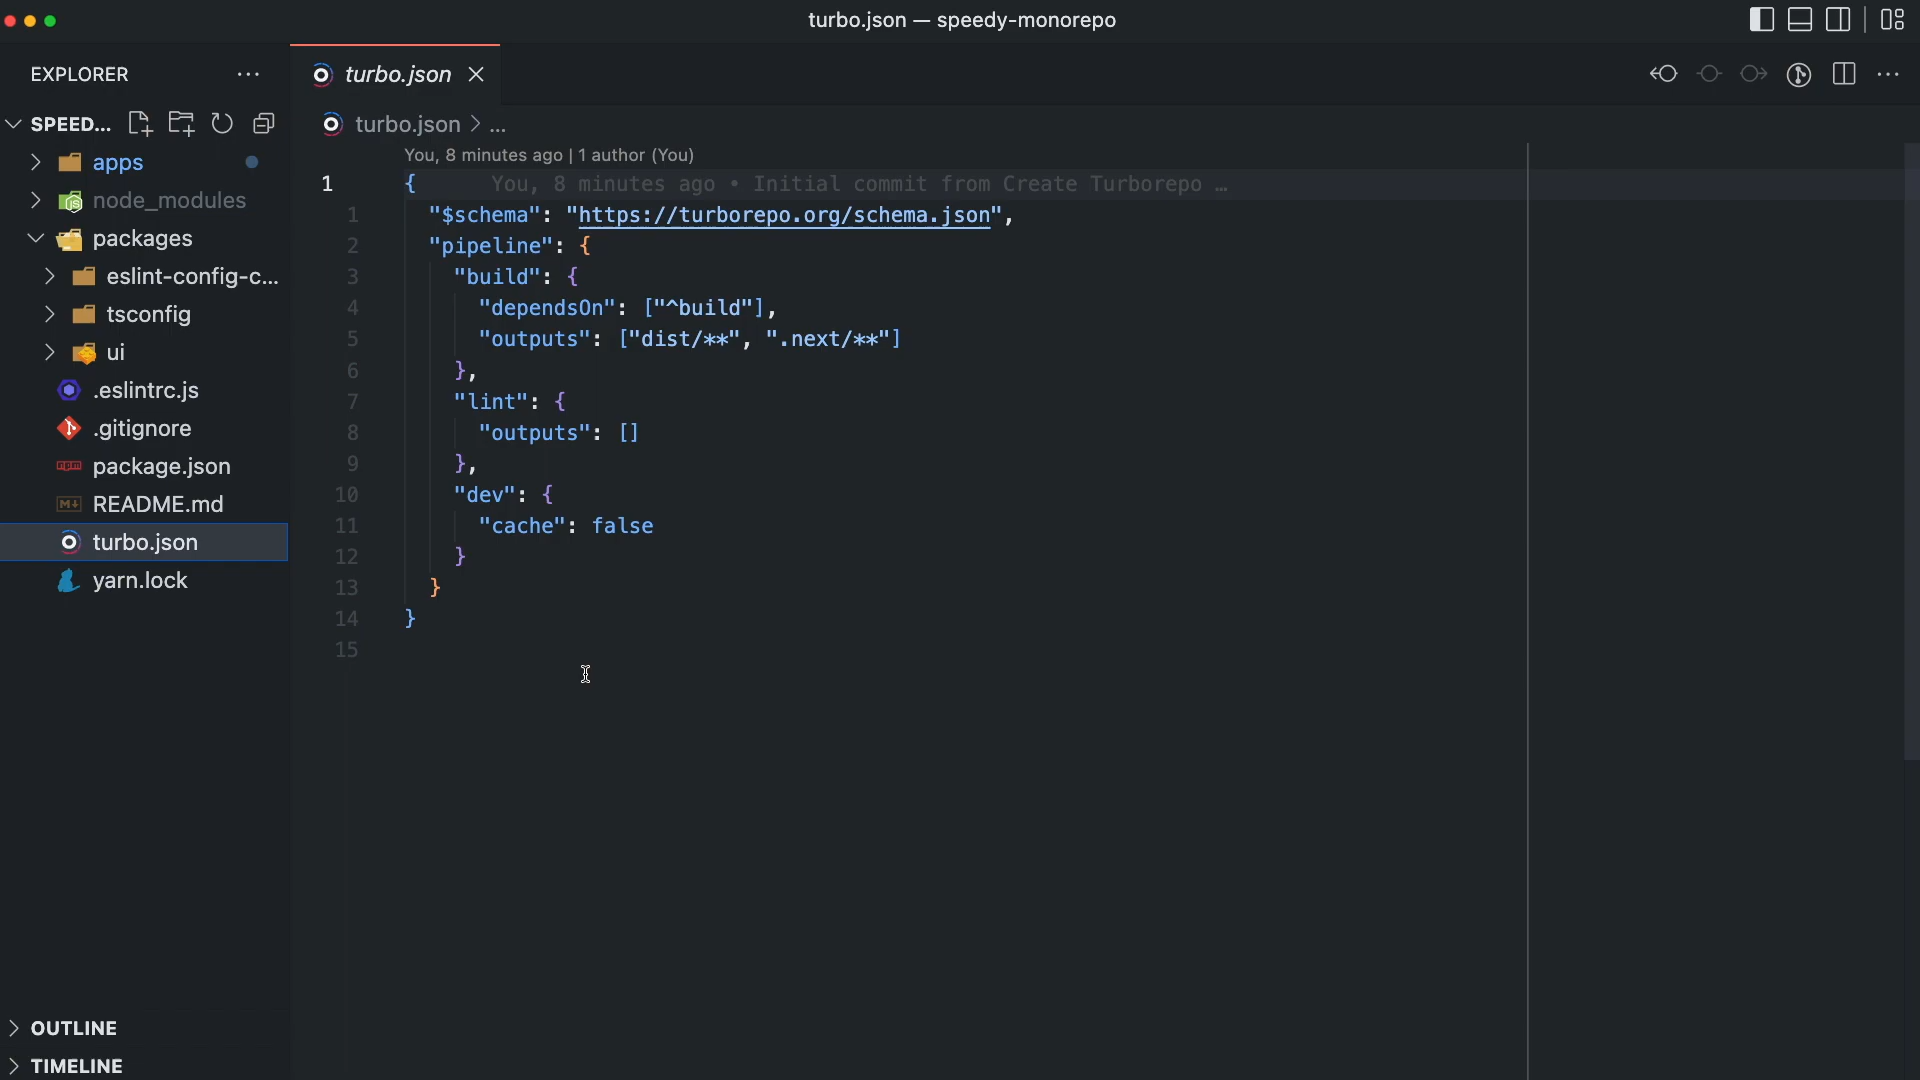 turbo.json — speedy-monorepo
EXPLORER
SPEED...
apps
node_modules
packages
eslint-config-c...
tsconfig
ui
.eslintrc.js
.gitignore
package.json
README.md
turbo.json
yarn.lock
OUTLINE
TIMELINE
turbo.json
turbo.json > ...
You, 8 minutes ago | 1 author (You)
1 { You, 8 minutes ago • Initial commit from Create Turborepo …
1 "$schema": "https://turborepo.org/schema.json",
2 "pipeline": {
3 "build": {
4 "dependsOn": ["^build"],
5 "outputs": ["dist/**", ".next/**"]
6 },
7 "lint": {
8 "outputs": []
9 },
10 "dev": {
11 "cache": false
12 }
13 }
14 }
15